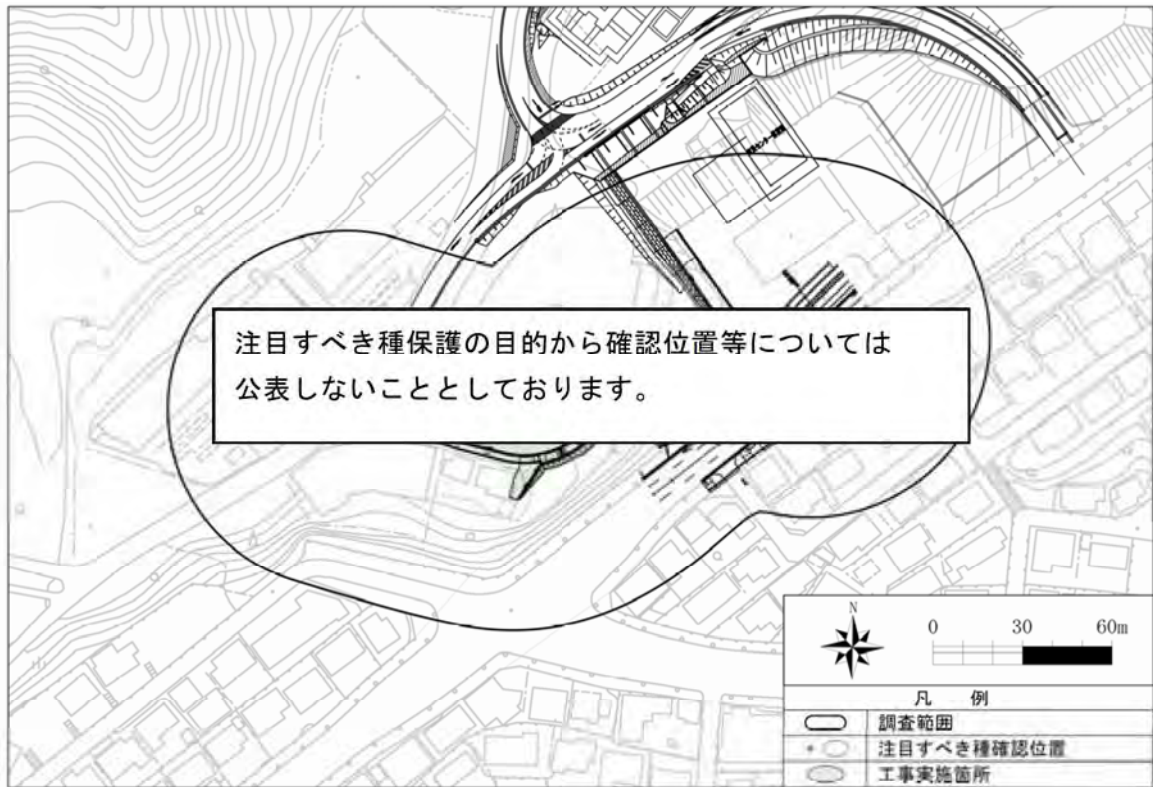 注目すべき種保護の目的から確認位置等については
公表しないこととしております。
N
0 30 60m
凡 例
調査範囲
注目すべき種確認位置
工事実施箇所